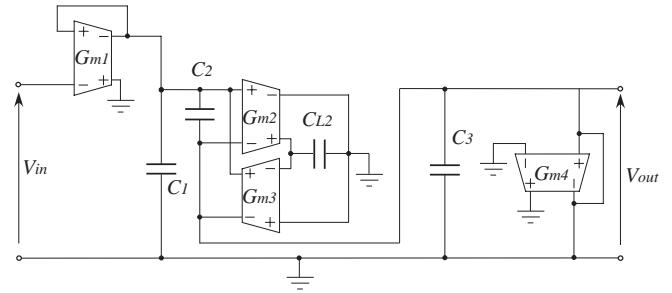 + −
Gm1
− +
C2
+ −
Gm2
− +
CL2
C3
− +
Gm4
+ −
Vin
C1
+ −
Gm3
− +
Vout